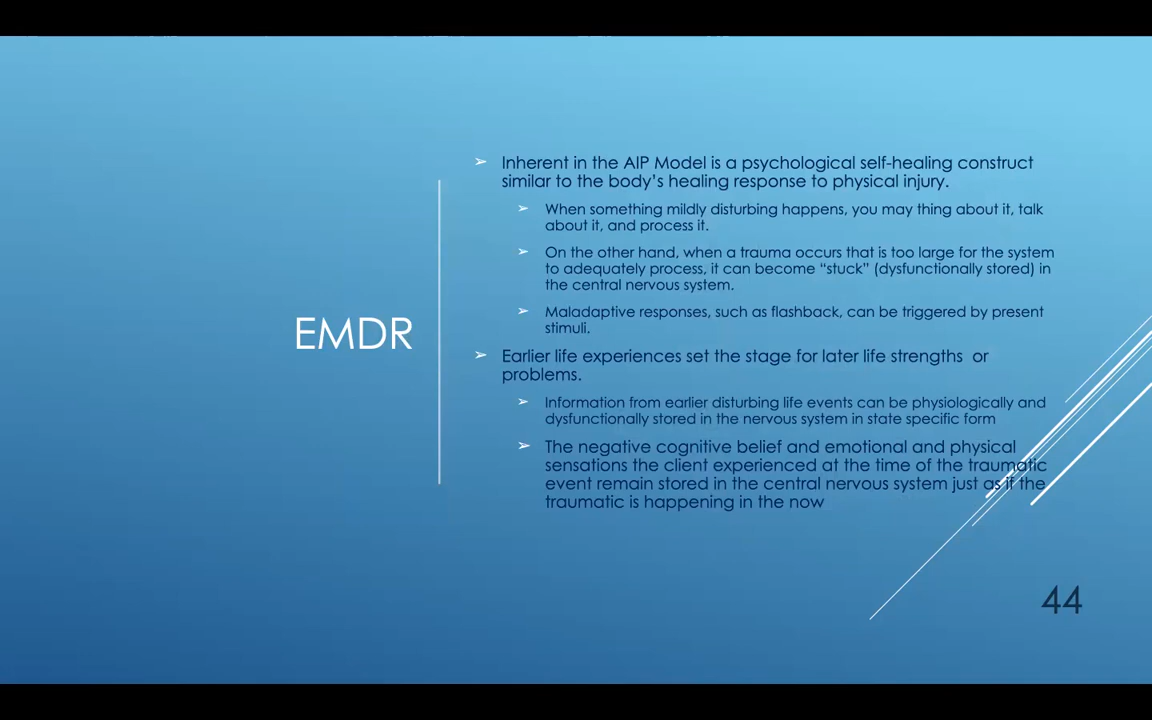 EMDR
➢ Inherent in the AIP Model is a psychological self-healing construct
similar to the body’s healing response to physical injury.
➢ When something mildly disturbing happens, you may thing about it, talk
about it, and process it.
➢ On the other hand, when a trauma occurs that is too large for the system
to adequately process, it can become “stuck” (dysfunctionally stored) in
the central nervous system.
➢ Maladaptive responses, such as flashback, can be triggered by present
stimuli.
➢ Earlier life experiences set the stage for later life strengths or
problems.
➢ Information from earlier disturbing life events can be physiologically and
dysfunctionally stored in the nervous system in state specific form
➢ The negative cognitive belief and emotional and physical
sensations the client experienced at the time of the traumatic
event remain stored in the central nervous system just as if the
traumatic is happening in the now
44